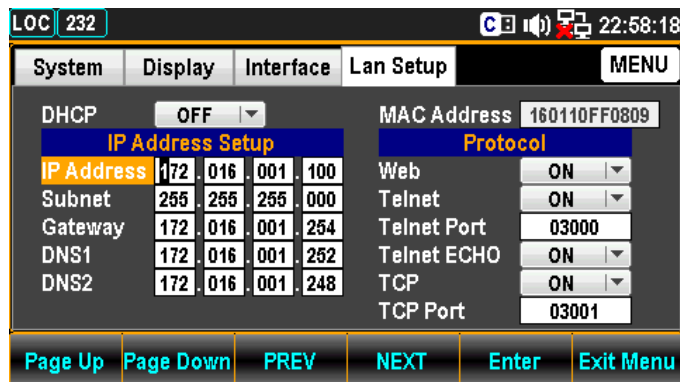 LOC 232 C 22:58:18
System Display Interface Lan Setup MENU
DHCP OFF MAC Address 160110FF0809
IP Address Setup Protocol
IP Address 172 . 016 . 001 . 100 Web ON
Subnet 255 . 255 . 255 . 000 Telnet ON
Gateway 172 . 016 . 001 . 254 Telnet Port 03000
DNS1 172 . 016 . 001 . 252 Telnet ECHO ON
DNS2 172 . 016 . 001 . 248 TCP ON
TCP Port 03001
Page Up Page Down PREV NEXT Enter Exit Menu